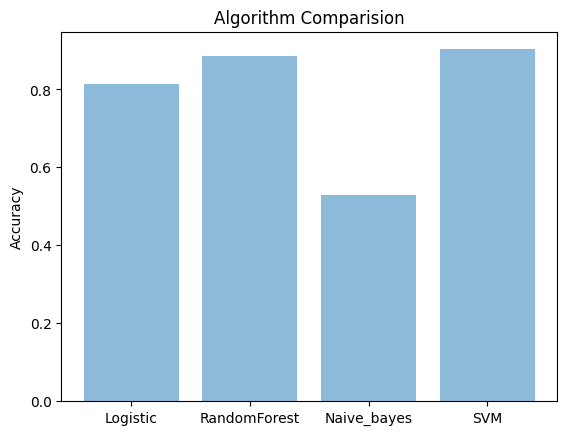 Algorithm Comparision
Accuracy
0.8
0.6
0.4
0.2
0.0
Logistic
RandomForest
Naive_bayes
SVM